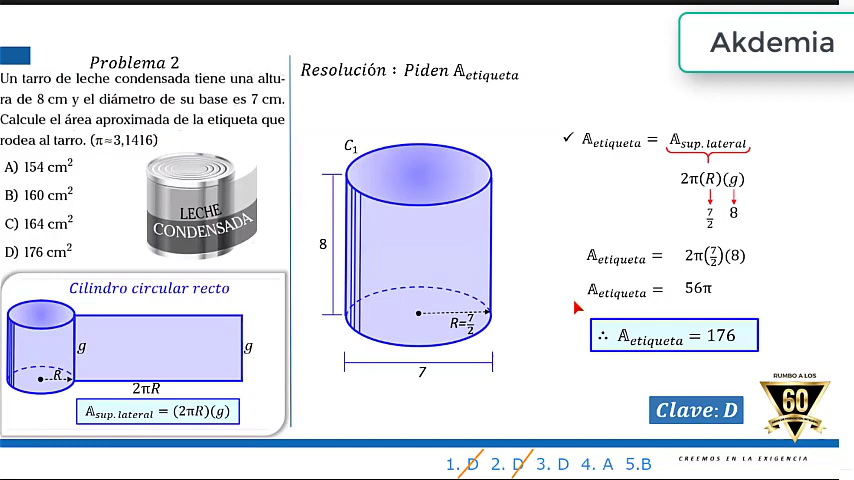 Akdemia
Problema 2
Un tarro de leche condensada tiene una altu-
ra de 8 cm y el diámetro de su base es 7 cm.
Calcule el área aproximada de la etiqueta que
rodea al tarro. (π≈3,1416)
A) 154 cm²
B) 160 cm²
C) 164 cm²
D) 176 cm²
LECHE
CONDENSADA
Cilindro circular recto
g
g
R
2πR
𝔸sup. lateral = (2πR)(g)
Resolución : Piden 𝔸etiqueta
C₁
8
R=7/2
7
✓ 𝔸etiqueta = 𝔸sup. lateral
2π(R)(g)
7/2 8
𝔸etiqueta = 2π(7/2)(8)
𝔸etiqueta = 56π
∴ 𝔸etiqueta = 176
Clave: D
RUMBO A LOS
60
CREEMOS EN LA EXIGENCIA
1. D 2. D 3. D 4. A 5.B